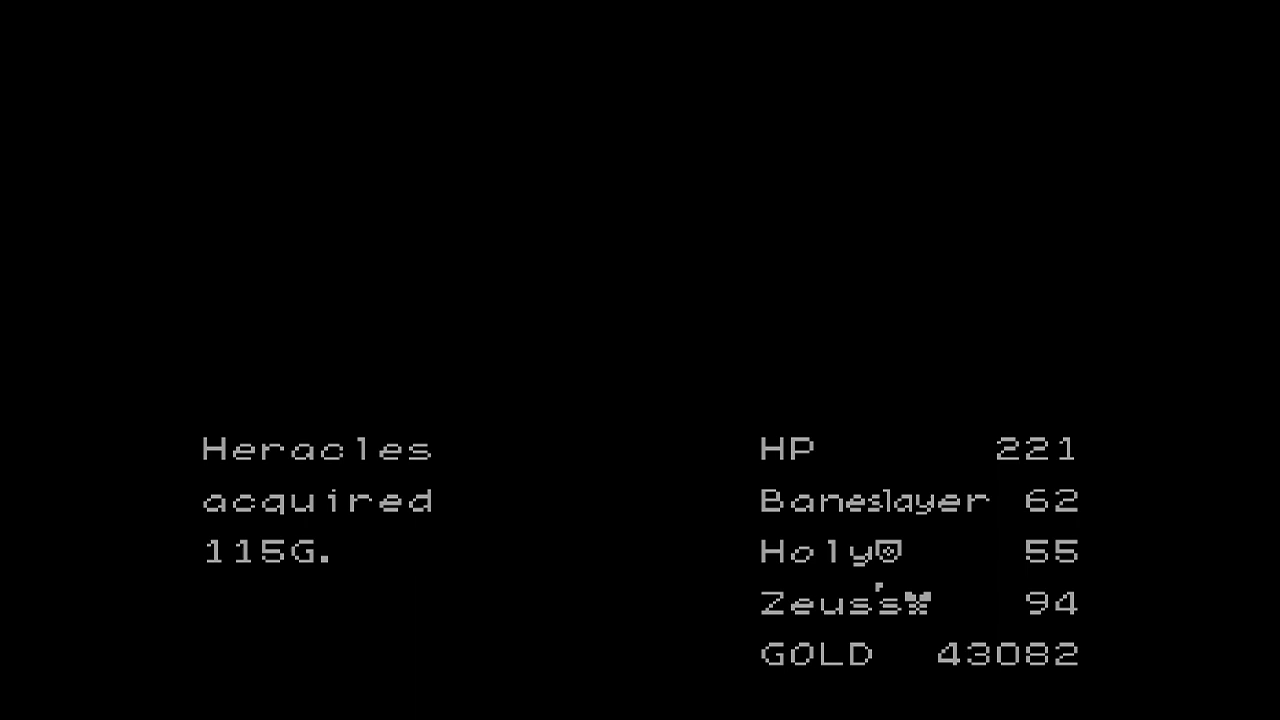 Heracles
acquired
115G.
HP 221
Baneslayer 62
Holy 55
Zeus's 94
GOLD 43082